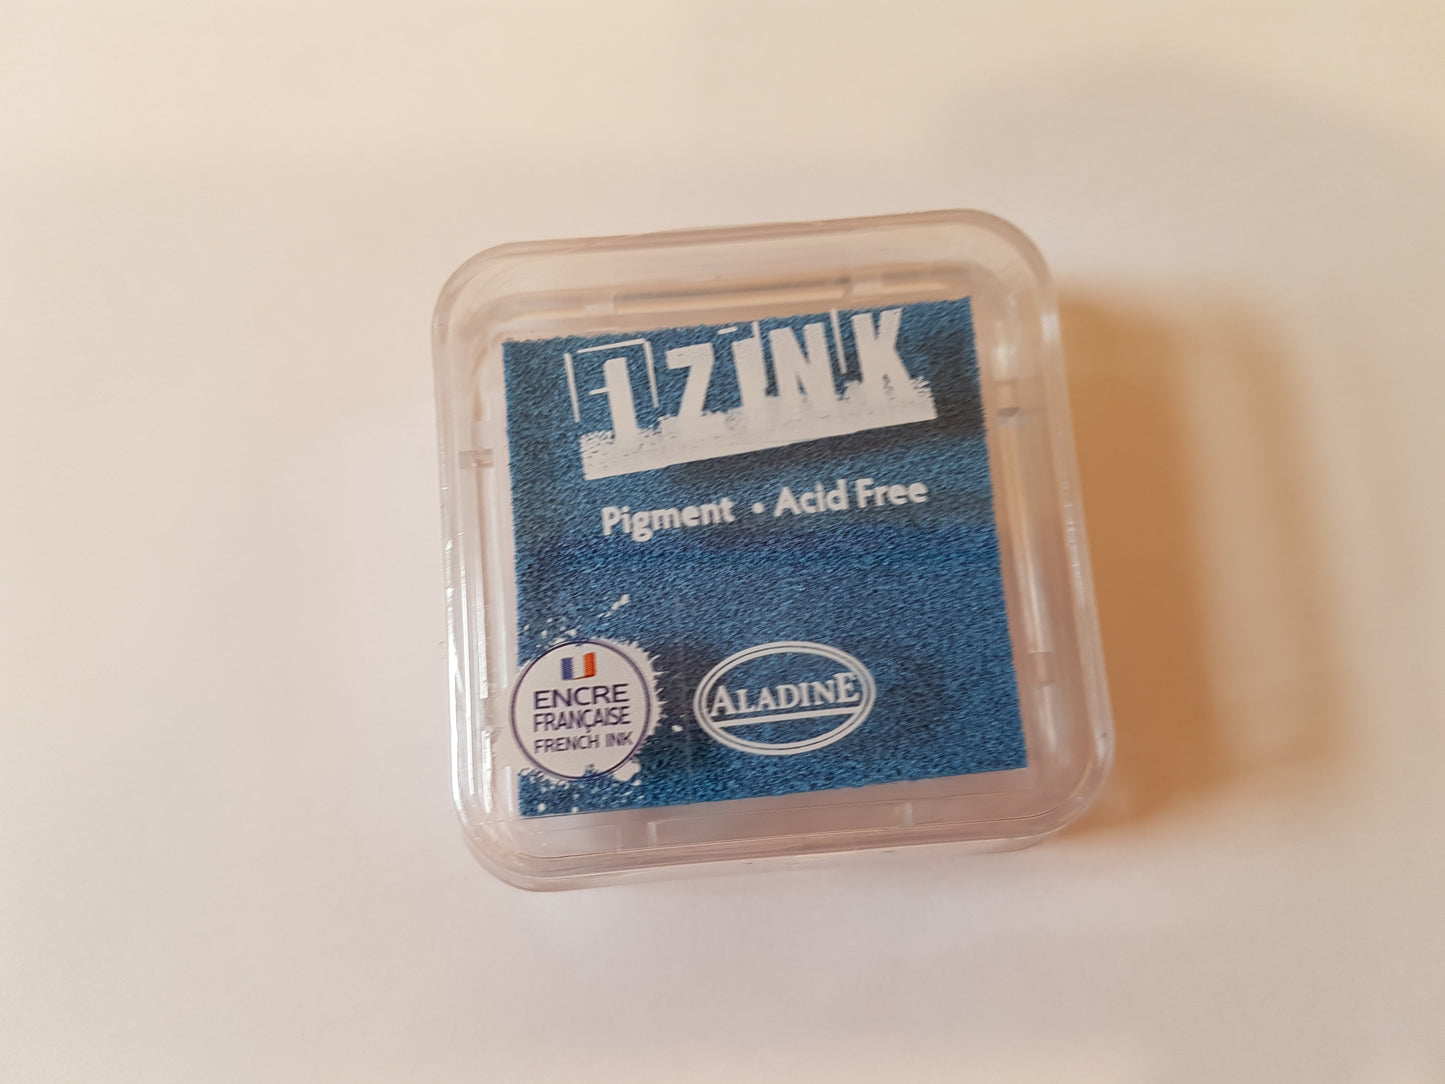 IZINK
Pigment • Acid Free
ENCRE
FRANÇAISE
FRENCH INK
ALADINE